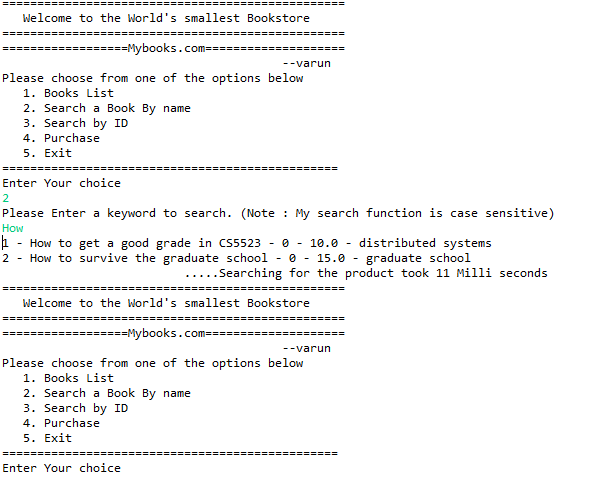 =================================================
   Welcome to the World's smallest Bookstore
=================================================
==================Mybooks.com====================
                                        --varun
Please choose from one of the options below
   1. Books List
   2. Search a Book By name
   3. Search by ID
   4. Purchase
   5. Exit
================================================
Enter Your choice
2
Please Enter a keyword to search. (Note : My search function is case sensitive)
How
1 - How to get a good grade in CS5523 - 0 - 10.0 - distributed systems
2 - How to survive the graduate school - 0 - 15.0 - graduate school
                          .....Searching for the product took 11 Milli seconds
=================================================
   Welcome to the World's smallest Bookstore
=================================================
==================Mybooks.com====================
                                        --varun
Please choose from one of the options below
   1. Books List
   2. Search a Book By name
   3. Search by ID
   4. Purchase
   5. Exit
================================================
Enter Your choice